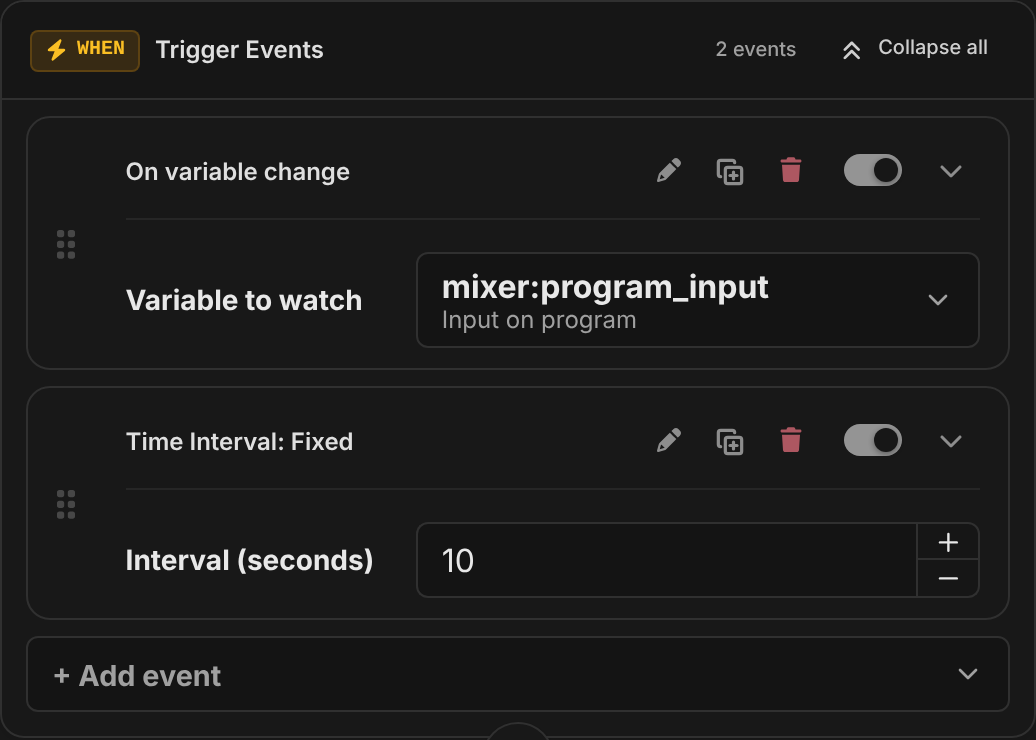 WHEN Trigger Events 2 events Collapse all
On variable change
Variable to watch
mixer:program_input
Input on program
Time Interval: Fixed
Interval (seconds) 10
+ Add event